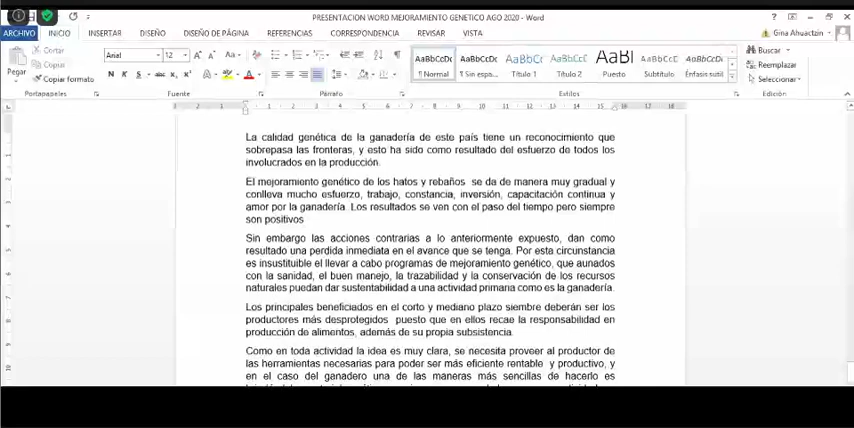 PRESENTACION WORD MEJORAMIENTO GENETICO AGO 2020 - Word
ARCHIVO INICIO INSERTAR DISEÑO DISEÑO DE PÁGINA REFERENCIAS CORRESPONDENCIA REVISAR VISTA Gina Ahuactzin
Cortar
Copiar
Copiar formato
Pegar
Portapapeles
Arial 12
Fuente
Párrafo
AaBbCcDc AaBbCcDc AaBbCc AaBbCcC AaBl AaBbCcC AaBbCcDc
¶ Normal ¶ Sin espa... Título 1 Título 2 Puesto Subtítulo Énfasis sutil
Estilos
Buscar
Reemplazar
Seleccionar
Edición
La calidad genética de la ganadería de este país tiene un reconocimiento que
sobrepasa las fronteras, y esto ha sido como resultado del esfuerzo de todos los
involucrados en la producción.
El mejoramiento genético de los hatos y rebaños se da de manera muy gradual y
conlleva mucho esfuerzo, trabajo, constancia, inversión, capacitación continua y
amor por la ganadería. Los resultados se ven con el paso del tiempo pero siempre
son positivos
Sin embargo las acciones contrarias a lo anteriormente expuesto, dan como
resultado una perdida inmediata en el avance que se tenga. Por esta circunstancia
es insustituible el llevar a cabo programas de mejoramiento genético, que aunados
con la sanidad, el buen manejo, la trazabilidad y la conservación de los recursos
naturales puedan dar sustentabilidad a una actividad primaria como es la ganadería.
Los principales beneficiados en el corto y mediano plazo siembre deberán ser los
productores más desprotegidos puesto que en ellos recae la responsabilidad en
producción de alimentos, además de su propia subsistencia.
Como en toda actividad la idea es muy clara, se necesita proveer al productor de
las herramientas necesarias para poder ser más eficiente rentable y productivo, y
en el caso del ganadero una de las maneras más sencillas de hacerlo es